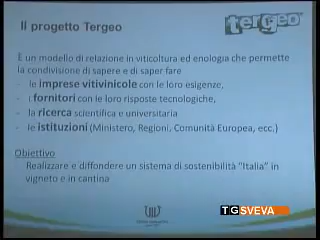 Il progetto Tergeo
tergeo
È un modello di relazione in viticoltura ed enologia che permette
la condivisione di sapere e di saper fare
- le imprese vitivinicole con le loro esigenze,
- i fornitori con le loro risposte tecnologiche,
- la ricerca scientifica e universitaria
- le istituzioni (Ministero, Regioni, Comunità Europea, ecc.)
Obiettivo
Realizzare e diffondere un sistema di sostenibilità "Italia" in
vigneto e in cantina
TGSVEVA